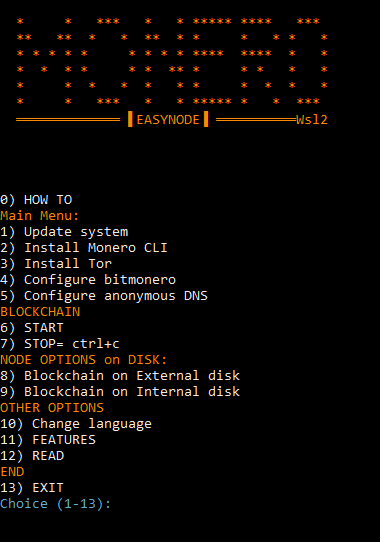 MONERO
EASYNODE
Wsl2
0) HOW TO
Main Menu:
1) Update system
2) Install Monero CLI
3) Install Tor
4) Configure bitmonero
5) Configure anonymous DNS
BLOCKCHAIN
6) START
7) STOP= ctrl+c
NODE OPTIONS on DISK:
8) Blockchain on External disk
9) Blockchain on Internal disk
OTHER OPTIONS
10) Change language
11) FEATURES
12) READ
END
13) EXIT
Choice (1-13):